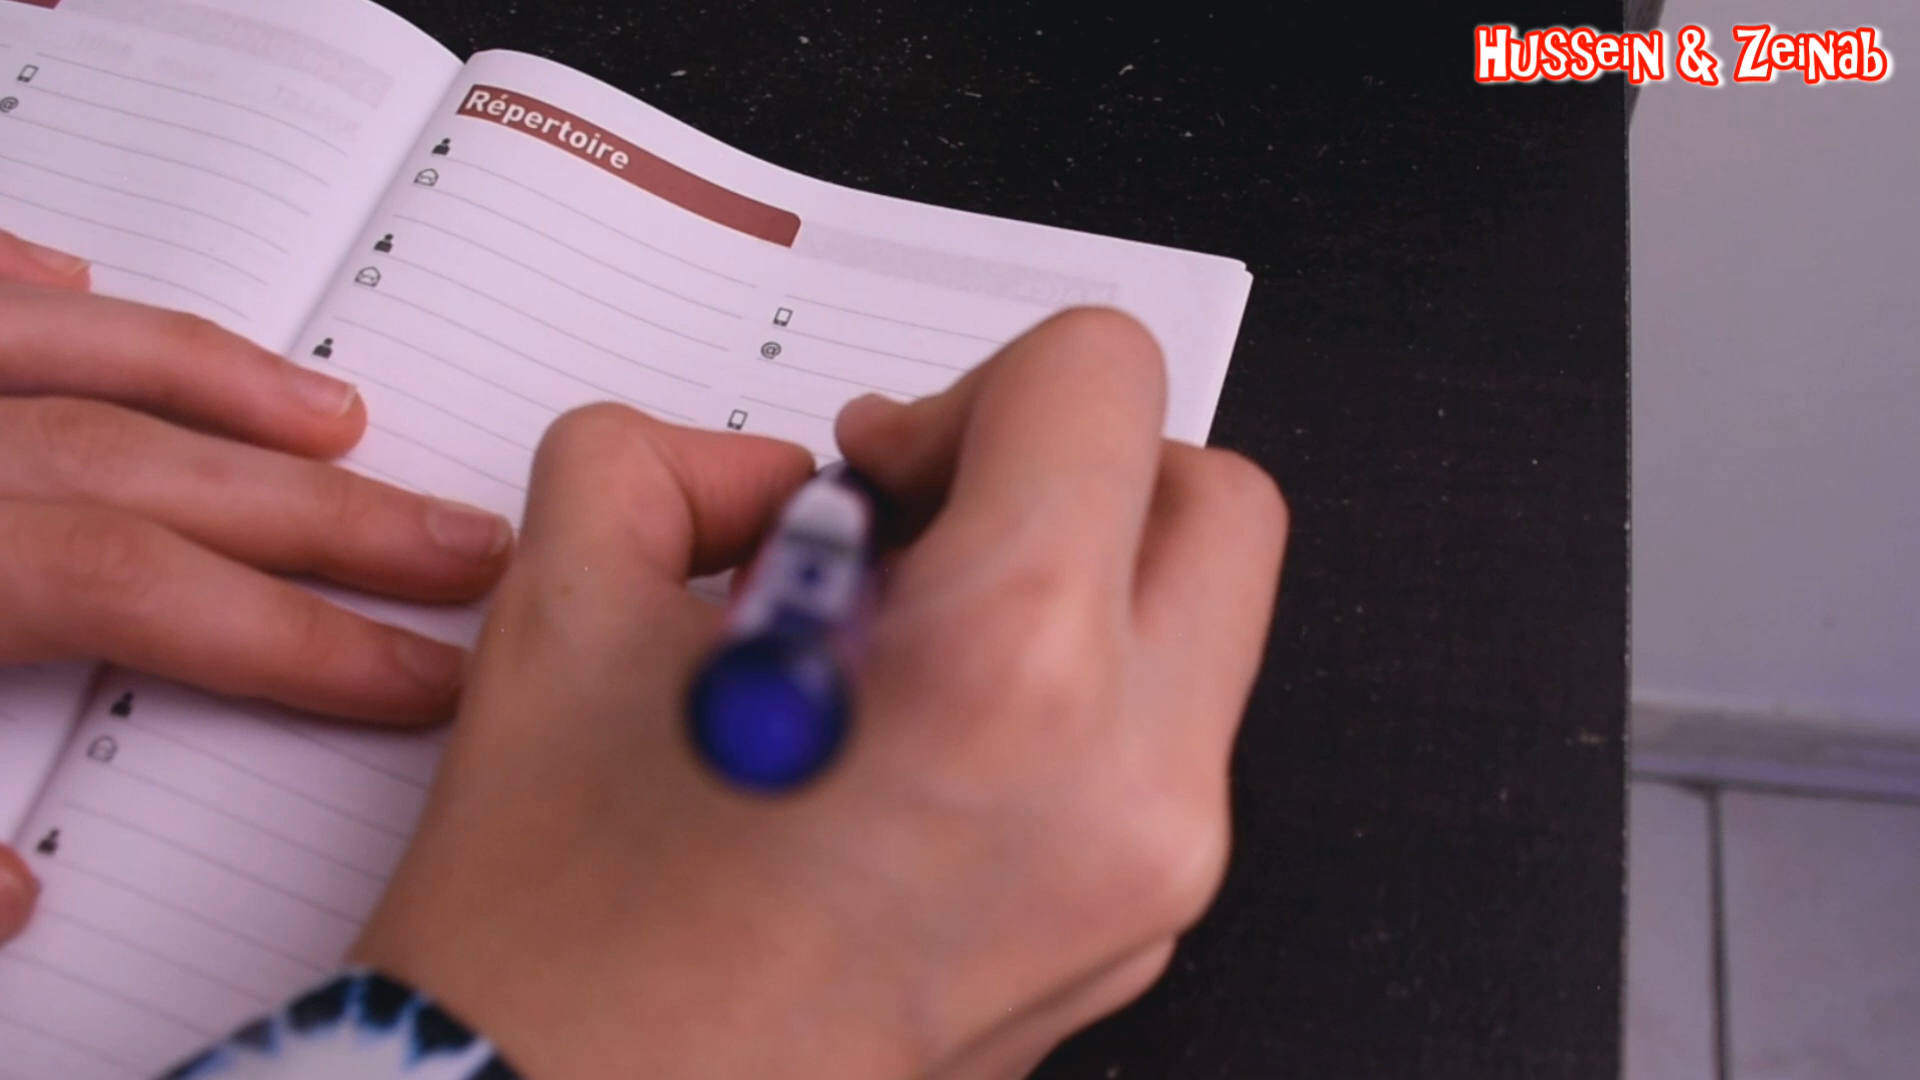 Hussein & Zeinab
Répertoire
@
@